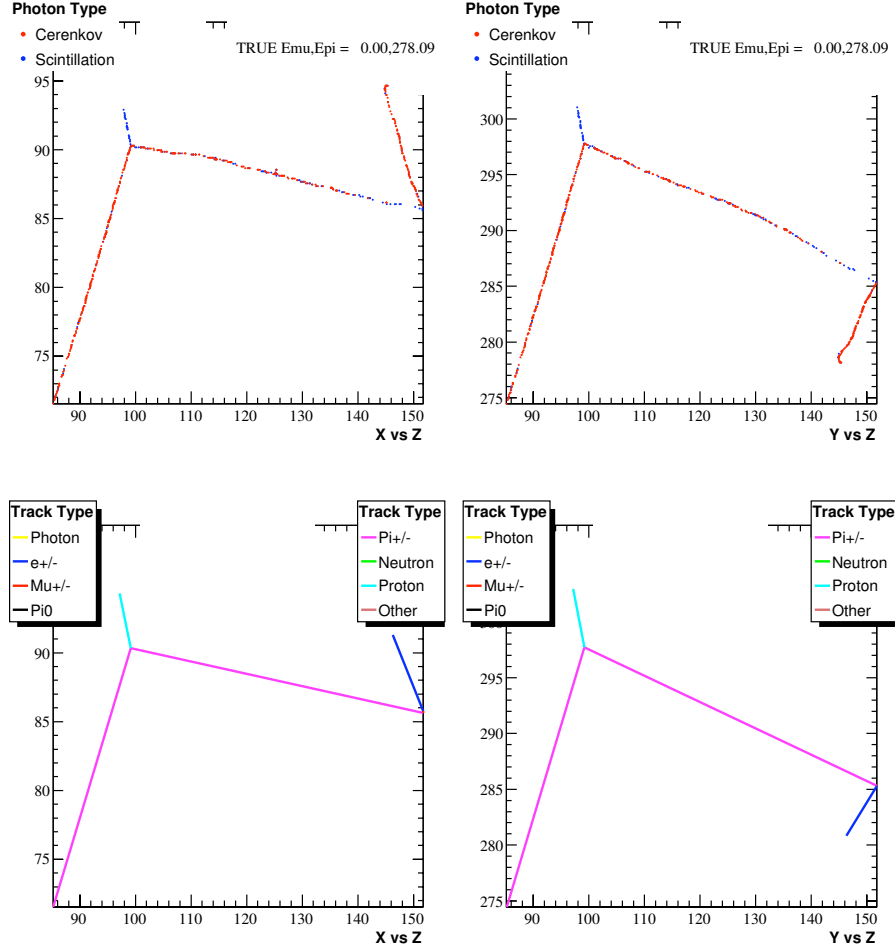 Photon Type
Cerenkov
Scintillation
TRUE Emu,Epi = 0.00,278.09
95
90
85
80
75
90 100 110 120 130 140 150
X vs Z
Photon Type
Cerenkov
Scintillation
TRUE Emu,Epi = 0.00,278.09
300
295
290
285
280
275
90 100 110 120 130 140 150
Y vs Z
Track Type
Photon
e+/-
Mu+/-
Pi0
Track Type
Pi+/-
Neutron
Proton
Other
90
85
80
75
90 100 110 120 130 140 150
X vs Z
Track Type
Photon
e+/-
Mu+/-
Pi0
Track Type
Pi+/-
Neutron
Proton
Other
295
290
285
280
275
90 100 110 120 130 140 150
Y vs Z